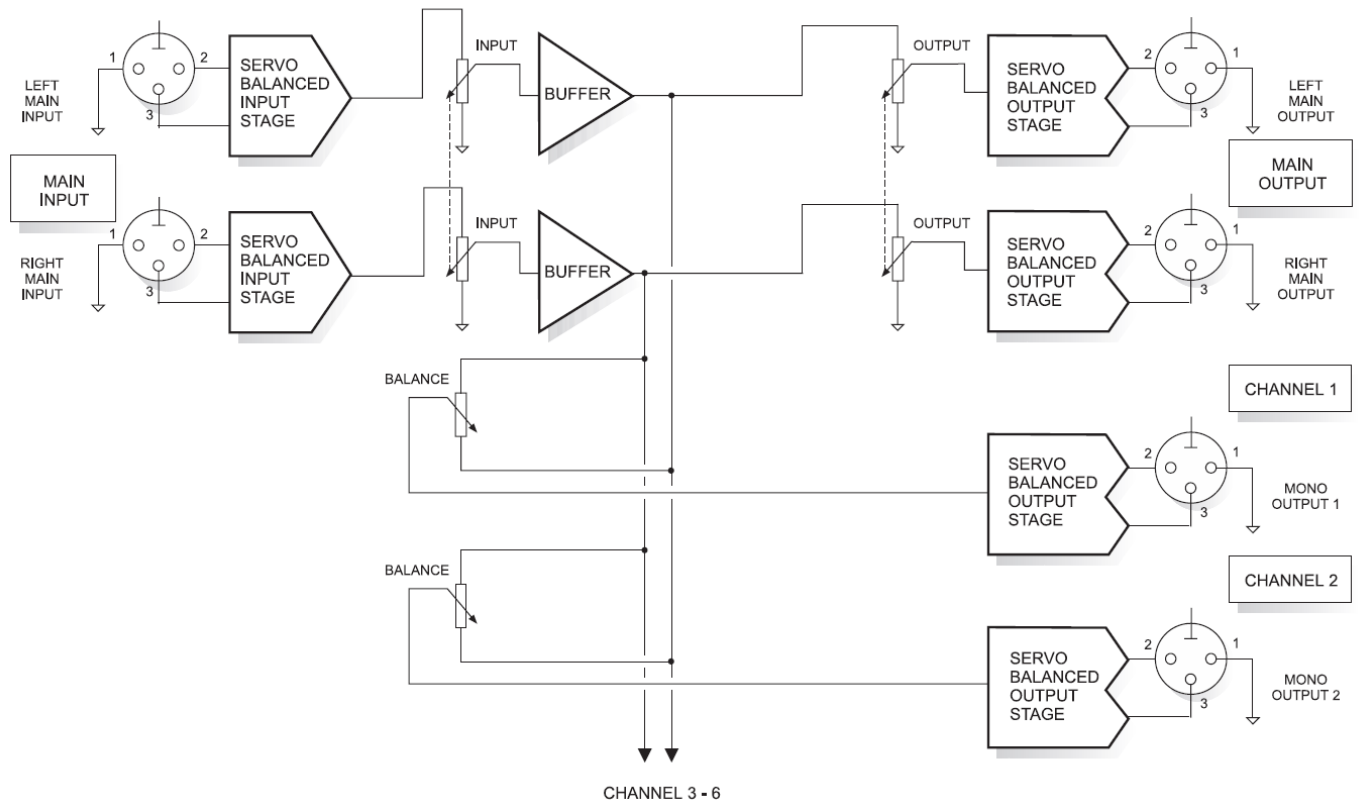 1
2
3
LEFT
MAIN
INPUT
SERVO
BALANCED
INPUT
STAGE
INPUT
BUFFER
OUTPUT
SERVO
BALANCED
OUTPUT
STAGE
2
1
3
LEFT
MAIN
OUTPUT
MAIN
INPUT
MAIN
OUTPUT
1
2
3
RIGHT
MAIN
INPUT
SERVO
BALANCED
INPUT
STAGE
INPUT
BUFFER
OUTPUT
SERVO
BALANCED
OUTPUT
STAGE
2
1
3
RIGHT
MAIN
OUTPUT
BALANCE
CHANNEL 1
SERVO
BALANCED
OUTPUT
STAGE
2
1
3
MONO
OUTPUT 1
BALANCE
CHANNEL 2
SERVO
BALANCED
OUTPUT
STAGE
2
1
3
MONO
OUTPUT 2
CHANNEL 3 - 6